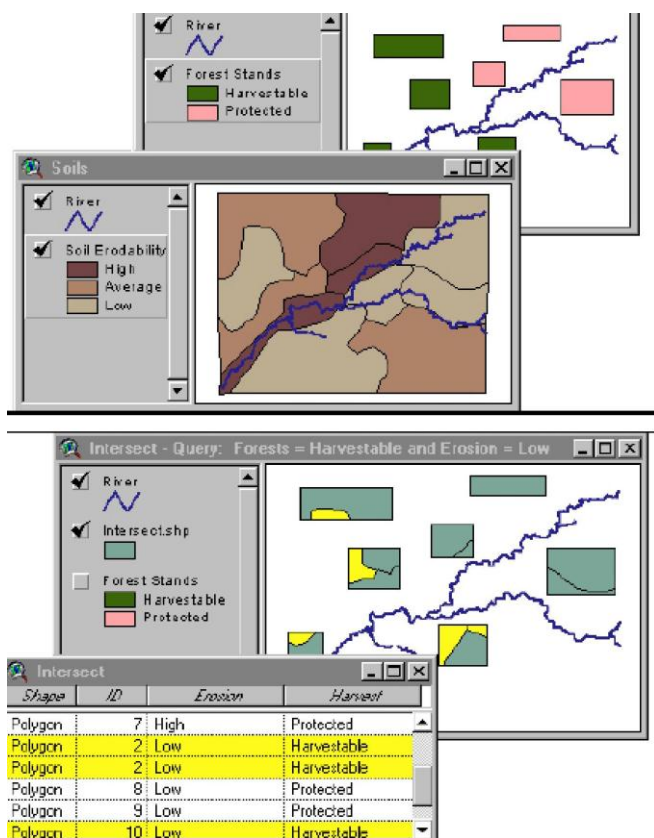 River
Forest Stands
Harvestable
Protected
Soils
River
Soil Erodability
High
Average
Low
Intersect - Query: Forests = Harvestable and Erosion = Low
River
Intersect.shp
Forest Stands
Harvestable
Protected
Intersect
Shape ID Erosion Harvest
Polygon 7 High Protected
Polygon 2 Low Harvestable
Polygon 2 Low Harvestable
Polygon 8 Low Protected
Polygon 9 Low Protected
Polygon 10 Low Harvestable